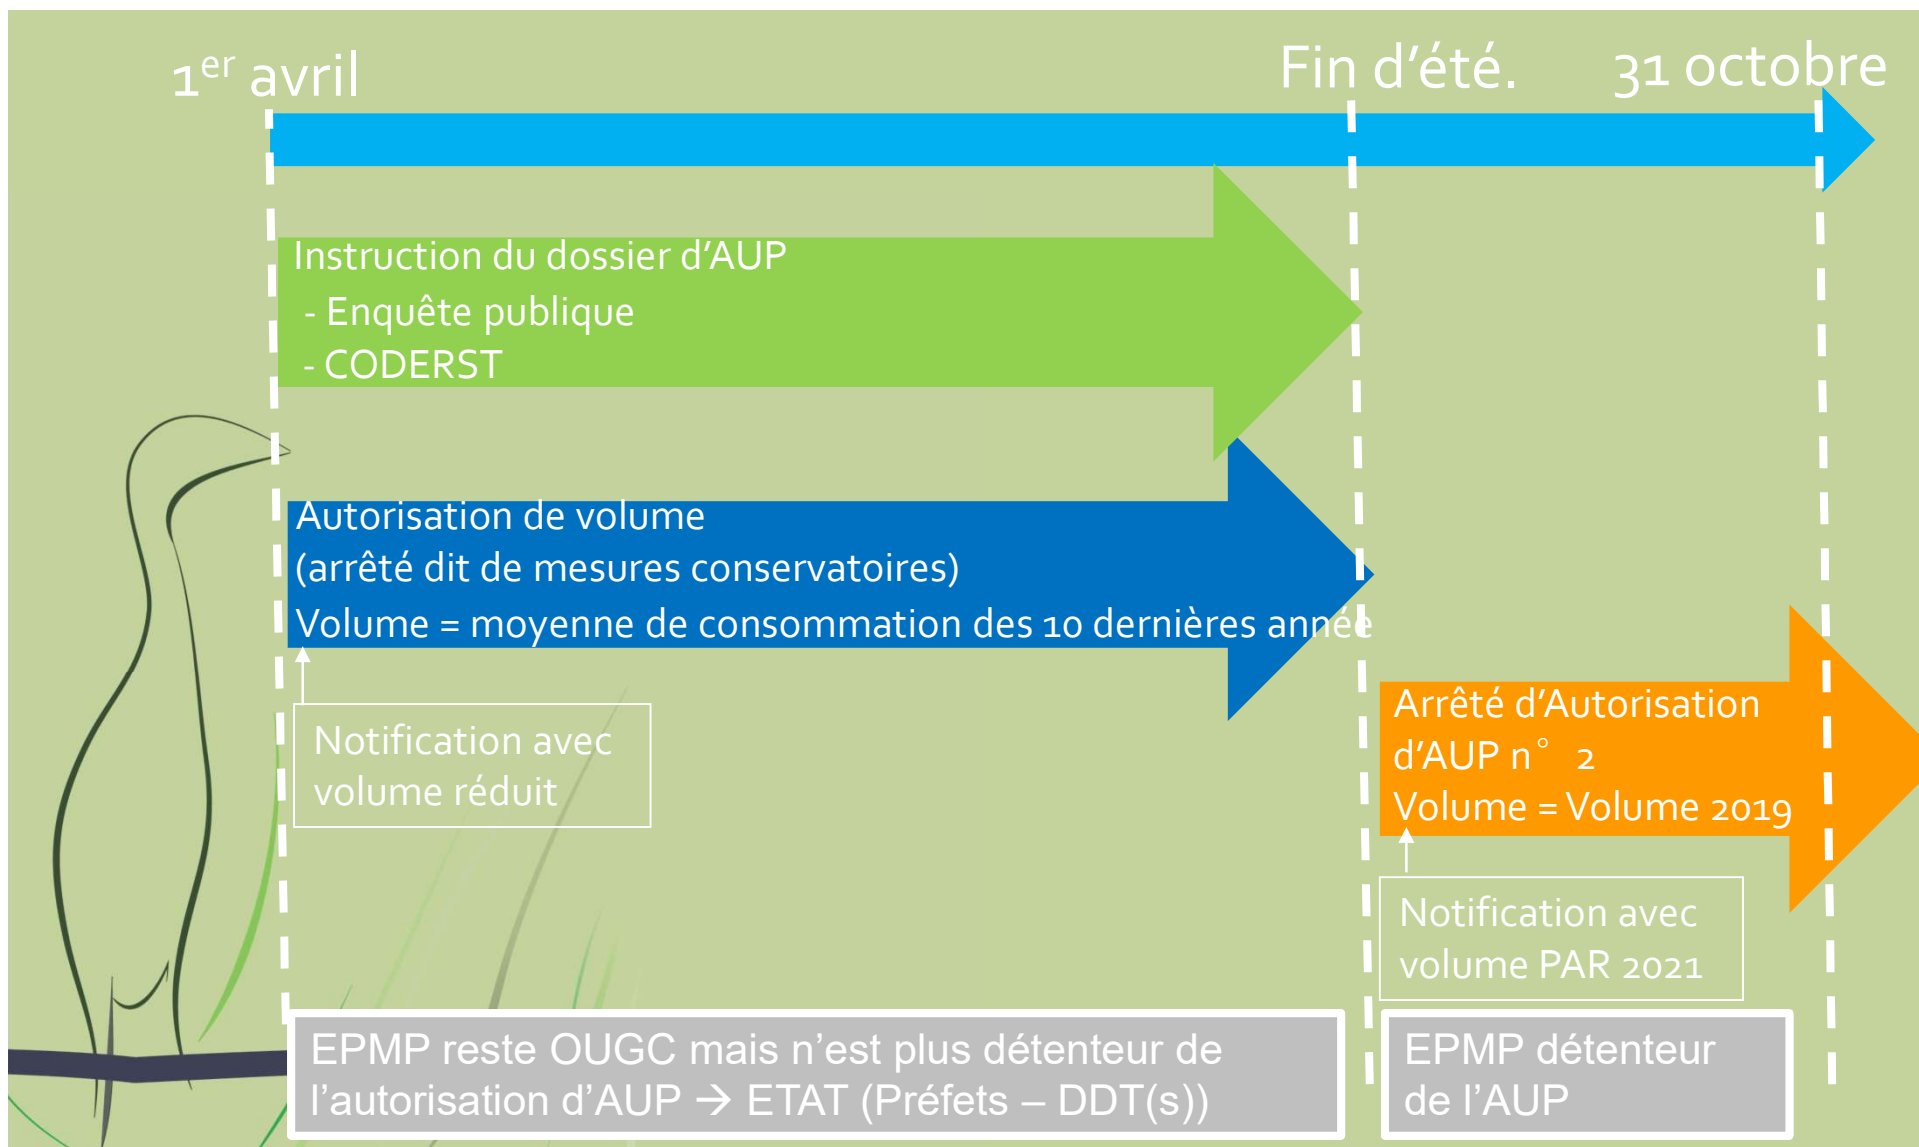 1er avril
Fin d'été.
31 octobre
Instruction du dossier d'AUP
- Enquête publique
- CODERST
Autorisation de volume
(arrêté dit de mesures conservatoires)
Volume = moyenne de consommation des 10 dernières année
Notification avec
volume réduit
Arrêté d'Autorisation
d'AUP n° 2
Volume = Volume 2019
Notification avec
volume PAR 2021
EPMP reste OUGC mais n'est plus détenteur de
l'autorisation d'AUP → ETAT (Préfets – DDT(s))
EPMP détenteur
de l'AUP